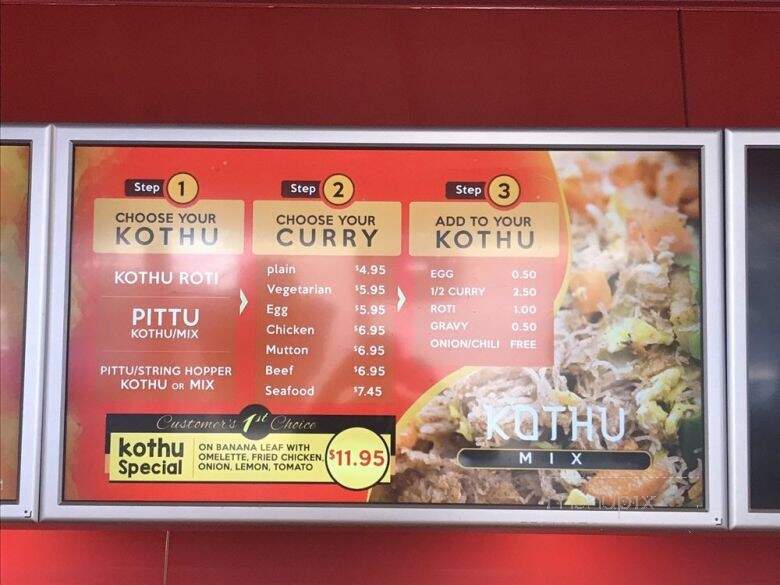 Step 1
CHOOSE YOUR
KOTHU
KOTHU ROTI
PITTU
KOTHU/MIX
PITTU/STRING HOPPER
KOTHU OR MIX
Step 2
CHOOSE YOUR
CURRY
plain $4.95
Vegetarian $5.95
Egg $5.95
Chicken $6.95
Mutton $6.95
Beef $6.95
Seafood $7.45
Step 3
ADD TO YOUR
KOTHU
EGG 0.50
1/2 CURRY 2.50
ROTI 1.00
GRAVY 0.50
ONION/CHILI FREE
Customer's 1st Choice
kothu
Special
ON BANANA LEAF WITH
OMELETTE, FRIED CHICKEN,
ONION, LEMON, TOMATO
$11.95
KOTHU
MIX
menupix